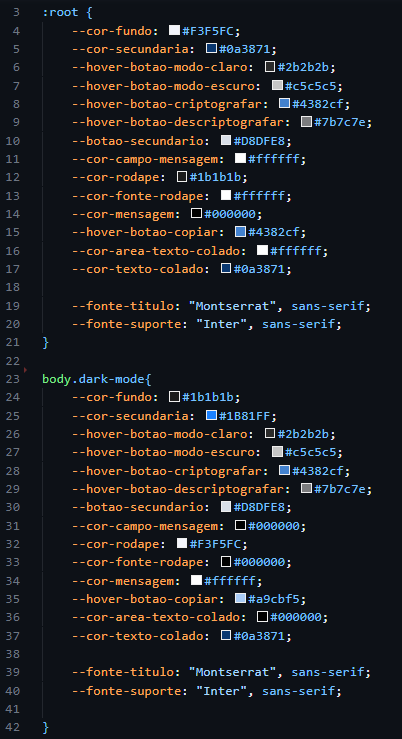 3 :root {
4 --cor-fundo: #F3F5FC;
5 --cor-secundaria: #0a3871;
6 --hover-botao-modo-claro: #2b2b2b;
7 --hover-botao-modo-escuro: #c5c5c5;
8 --hover-botao-criptografar: #4382cf;
9 --hover-botao-descriptografar: #7b7c7e;
10 --botao-secundario: #D8DFE8;
11 --cor-campo-mensagem: #ffffff;
12 --cor-rodape: #1b1b1b;
13 --cor-fonte-rodape: #ffffff;
14 --cor-mensagem: #000000;
15 --hover-botao-copiar: #4382cf;
16 --cor-area-texto-colado: #ffffff;
17 --cor-texto-colado: #0a3871;
18
19 --fonte-titulo: "Montserrat", sans-serif;
20 --fonte-suporte: "Inter", sans-serif;
21 }
22
23 body.dark-mode{
24 --cor-fundo: #1b1b1b;
25 --cor-secundaria: #1B81FF;
26 --hover-botao-modo-claro: #2b2b2b;
27 --hover-botao-modo-escuro: #c5c5c5;
28 --hover-botao-criptografar: #4382cf;
29 --hover-botao-descriptografar: #7b7c7e;
30 --botao-secundario: #D8DFE8;
31 --cor-campo-mensagem: #000000;
32 --cor-rodape: #F3F5FC;
33 --cor-fonte-rodape: #000000;
34 --cor-mensagem: #ffffff;
35 --hover-botao-copiar: #a9cbf5;
36 --cor-area-texto-colado: #000000;
37 --cor-texto-colado: #0a3871;
38
39 --fonte-titulo: "Montserrat", sans-serif;
40 --fonte-suporte: "Inter", sans-serif;
41
42 }